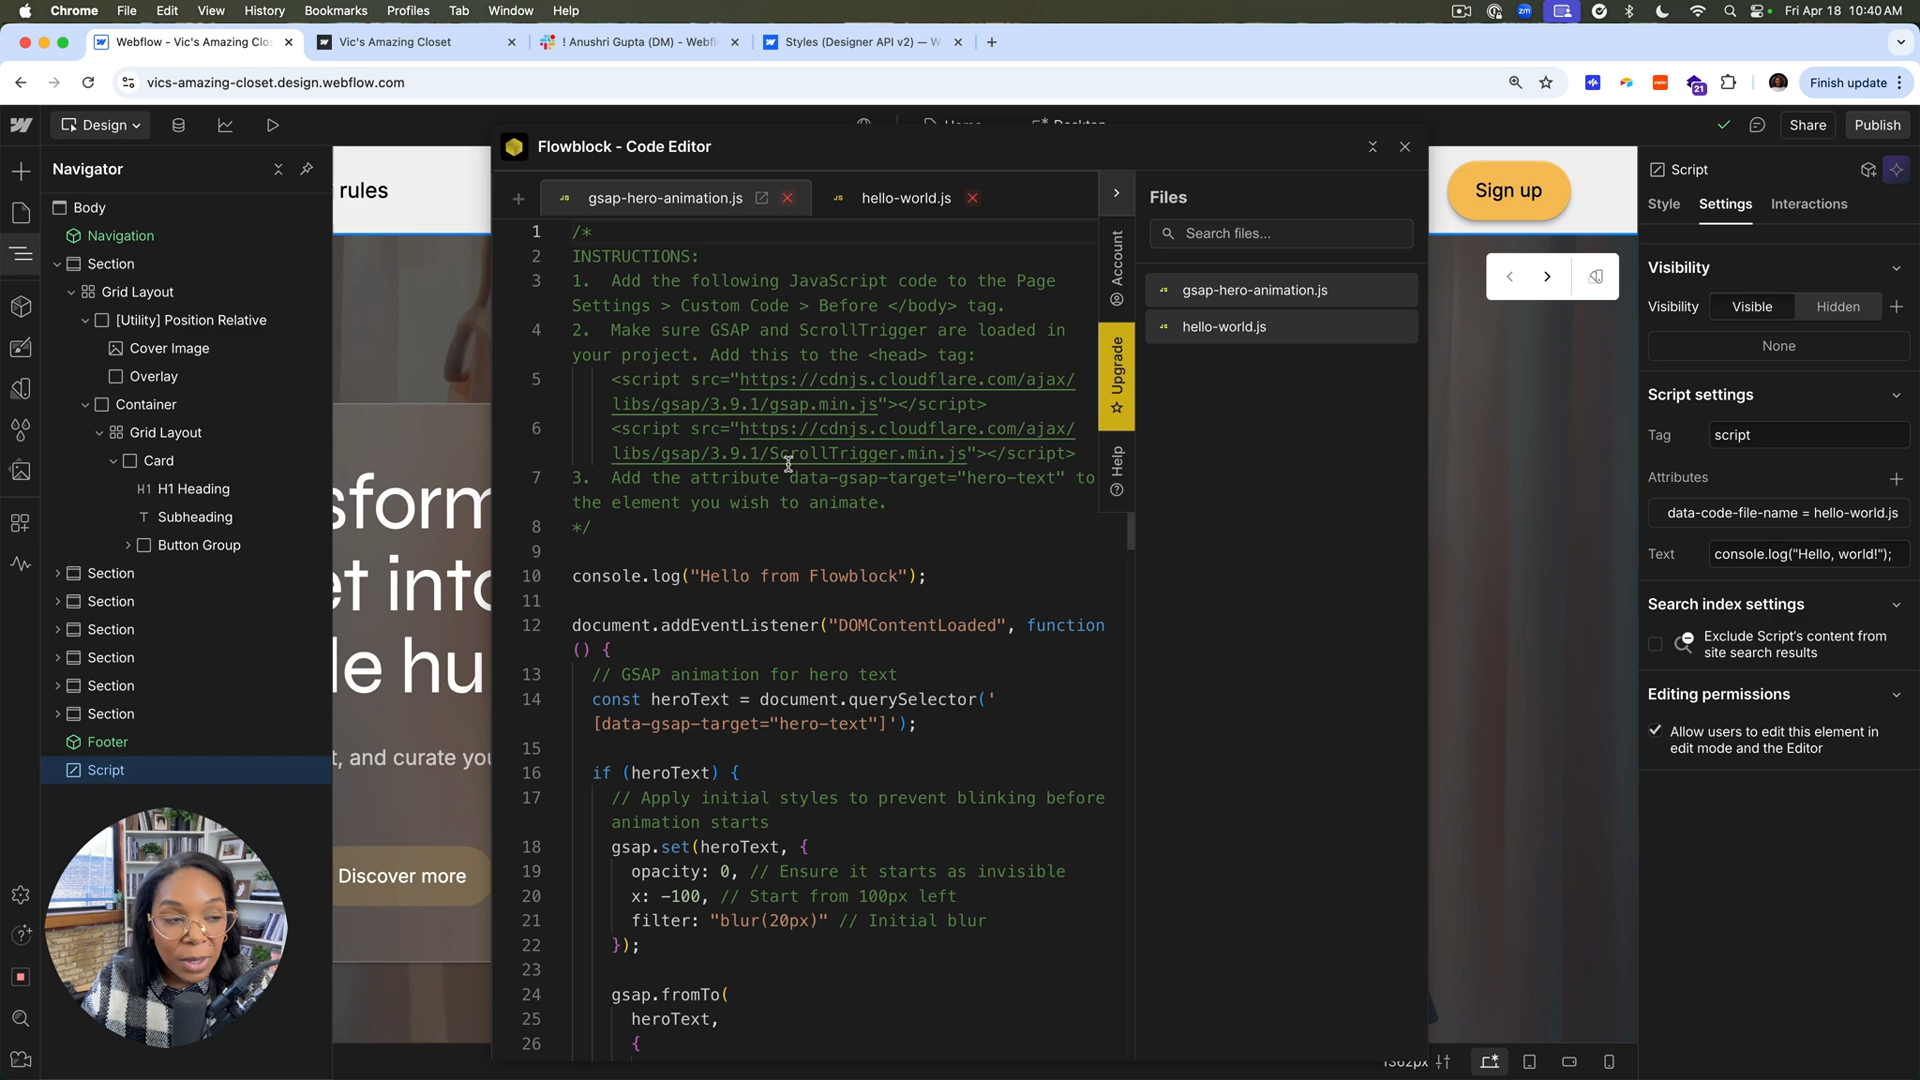 Chrome File Edit View History Bookmarks Profiles Tab Window Help
zm
Fri Apr 18 10:40 AM
Webflow - Vic's Amazing Clo
Vic's Amazing Closet
! Anushri Gupta (DM) - Webfl
Styles (Designer API v2) — W
vics-amazing-closet.design.webflow.com
21
Finish update
Design
Home
Desktop
Share
Publish
Navigator
Body
Navigation
Section
Grid Layout
[Utility] Position Relative
Cover Image
Overlay
Container
Grid Layout
Card
H1 H1 Heading
T Subheading
Button Group
Section
Section
Section
Section
Section
Section
Footer
Script
rules
sform
et into
le hu
t, and curate you
Discover more
Flowblock - Code Editor
JS gsap-hero-animation.js
JS hello-world.js
1 /*
2 INSTRUCTIONS:
3 1. Add the following JavaScript code to the Page
Settings > Custom Code > Before </body> tag.
4 2. Make sure GSAP and ScrollTrigger are loaded in
your project. Add this to the <head> tag:
5 <script src="https://cdnjs.cloudflare.com/ajax/
libs/gsap/3.9.1/gsap.min.js"></script>
6 <script src="https://cdnjs.cloudflare.com/ajax/
libs/gsap/3.9.1/ScrollTrigger.min.js"></script>
7 3. Add the attribute data-gsap-target="hero-text" to
the element you wish to animate.
8 */
9
10 console.log("Hello from Flowblock");
11
12 document.addEventListener("DOMContentLoaded", function
() {
13 // GSAP animation for hero text
14 const heroText = document.querySelector('
[data-gsap-target="hero-text"]');
15
16 if (heroText) {
17 // Apply initial styles to prevent blinking before
animation starts
18 gsap.set(heroText, {
19 opacity: 0, // Ensure it starts as invisible
20 x: -100, // Start from 100px left
21 filter: "blur(20px)" // Initial blur
22 });
23
24 gsap.fromTo(
25 heroText,
26 {
Account
Upgrade
Help
Files
Search files...
JS gsap-hero-animation.js
JS hello-world.js
Sign up
1362px
Script
Style
Settings
Interactions
Visibility
Visibility
Visible
Hidden
None
Script settings
Tag
script
Attributes
data-code-file-name = hello-world.js
Text
console.log("Hello, world!");
Search index settings
Exclude Script's content from
site search results
Editing permissions
Allow users to edit this element in
edit mode and the Editor